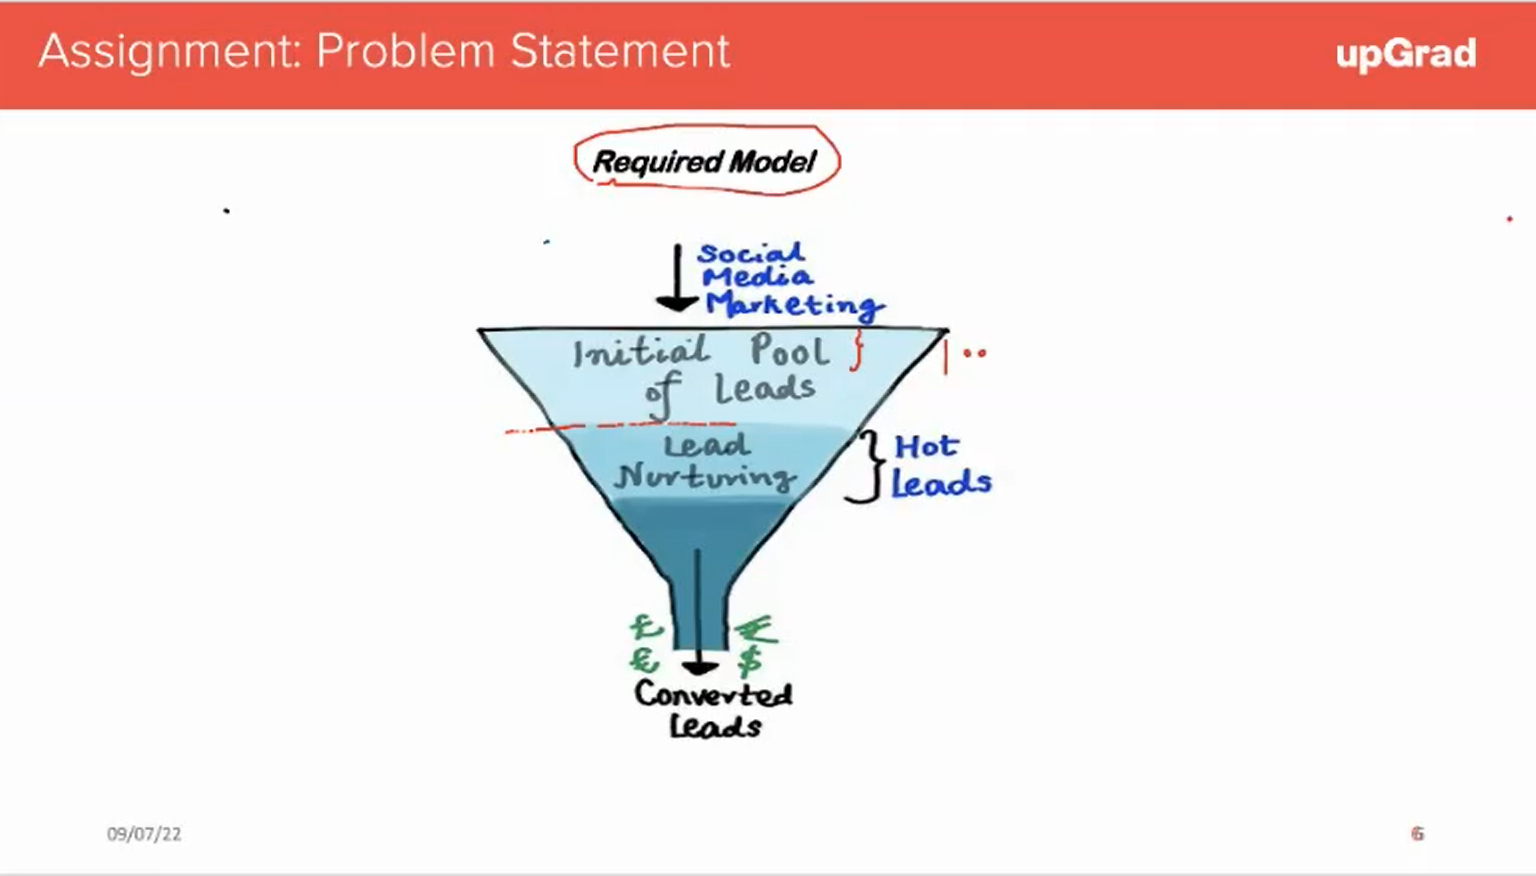 Assignment: Problem Statement
upGrad
Required Model
Social
Media
Marketing
Initial Pool
of Leads
Lead
Nurturing
Hot
Leads
£ ₹
€ $
Converted
Leads
09/07/22
6